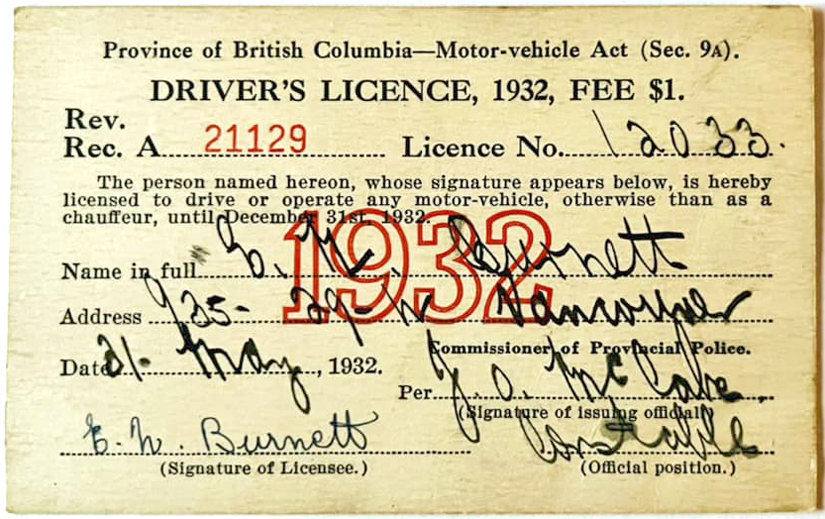 Province of British Columbia—Motor-vehicle Act (Sec. 9A).
DRIVER'S LICENCE, 1932, FEE $1.
Rev.
Rec. A 21129 Licence No. 12033.
The person named hereon, whose signature appears below, is hereby
licensed to drive or operate any motor-vehicle, otherwise than as a
chauffeur, until December 31st, 1932.
1932
Name in full E. N. Burnett
Address 935- 29-W Vancouver
Commissioner of Provincial Police.
Date 21- May, 1932.
Per J. O. McCabe.
(Signature of issuing official.)
E. N. Burnett Constable
(Signature of Licensee.) (Official position.)